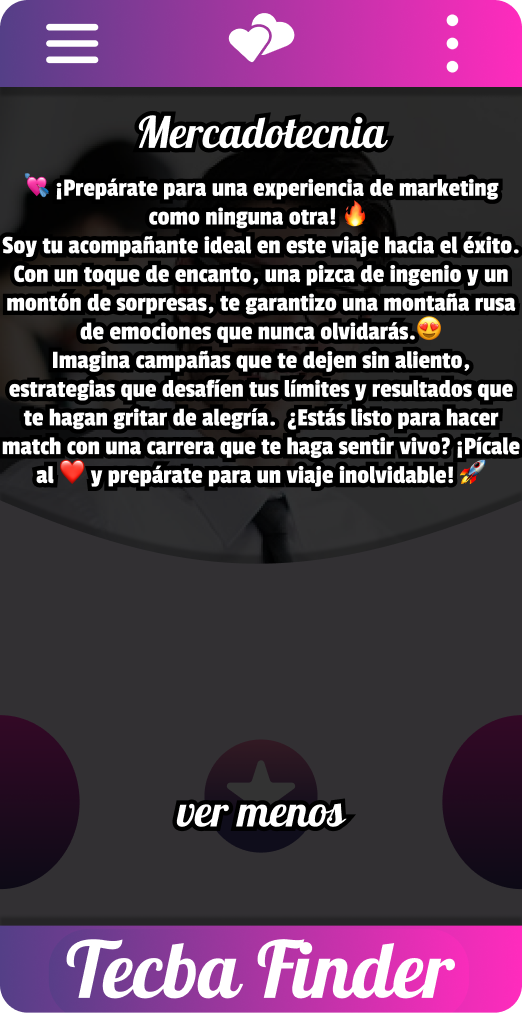 Mercadotecnia
💘 ¡Prepárate para una experiencia de marketing
como ninguna otra! 🔥
Soy tu acompañante ideal en este viaje hacia el éxito.
Con un toque de encanto, una pizca de ingenio y un
montón de sorpresas, te garantizo una montaña rusa
de emociones que nunca olvidarás.😍
Imagina campañas que te dejen sin aliento,
estrategias que desafíen tus límites y resultados que
te hagan gritar de alegría. ¿Estás listo para hacer
match con una carrera que te haga sentir vivo? ¡Pícale
al ❤️ y prepárate para un viaje inolvidable! 🚀
ver menos
Tecba Finder